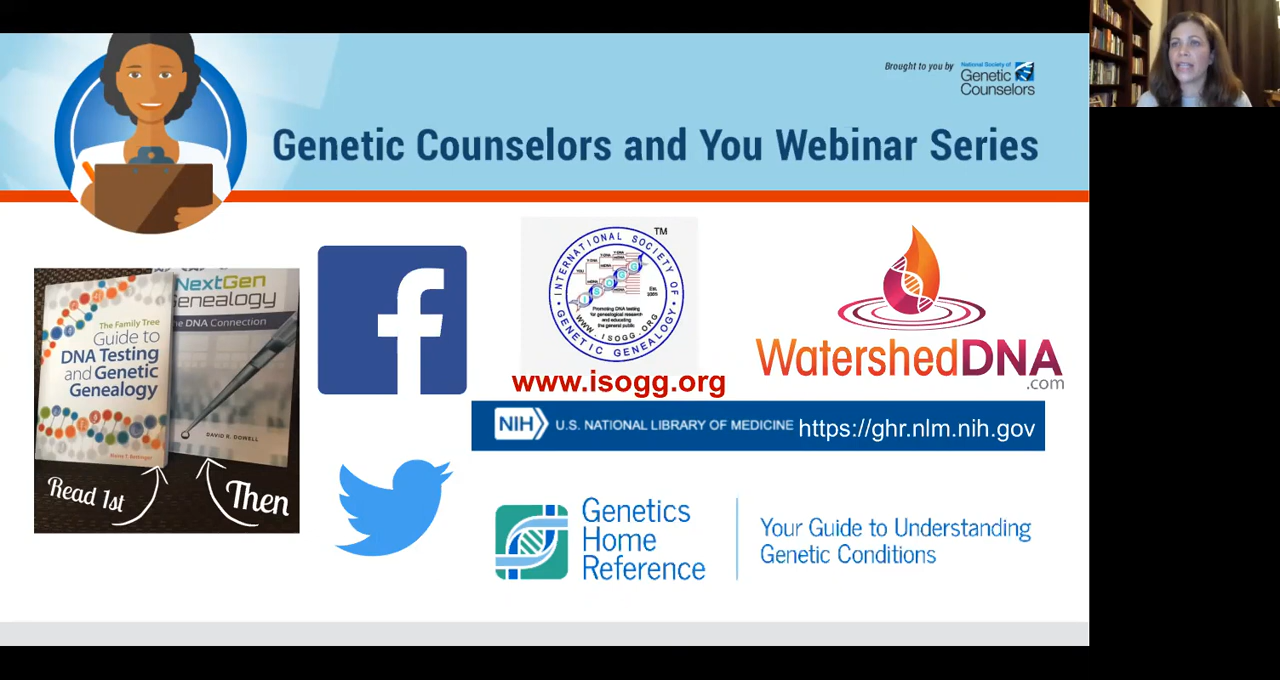 Brought to you by
National Society of
Genetic
Counselors
Genetic Counselors and You Webinar Series
NextGen
Genealogy
The DNA Connection
DAVID R. DOWELL
The Family Tree
Guide to
DNA Testing
and Genetic
Genealogy
Blaine T. Bettinger
Read 1st
Then
f
TM
INTERNATIONAL SOCIETY OF
GENETIC GENEALOGY
ISOGG
Est.
2005
Promoting DNA testing
for genealogical research
and educating
the general public
WWW.ISOGG.ORG
www.isogg.org
WatershedDNA
.com
NIH U.S. NATIONAL LIBRARY OF MEDICINE https://ghr.nlm.nih.gov
Genetics
Home
Reference
Your Guide to Understanding
Genetic Conditions